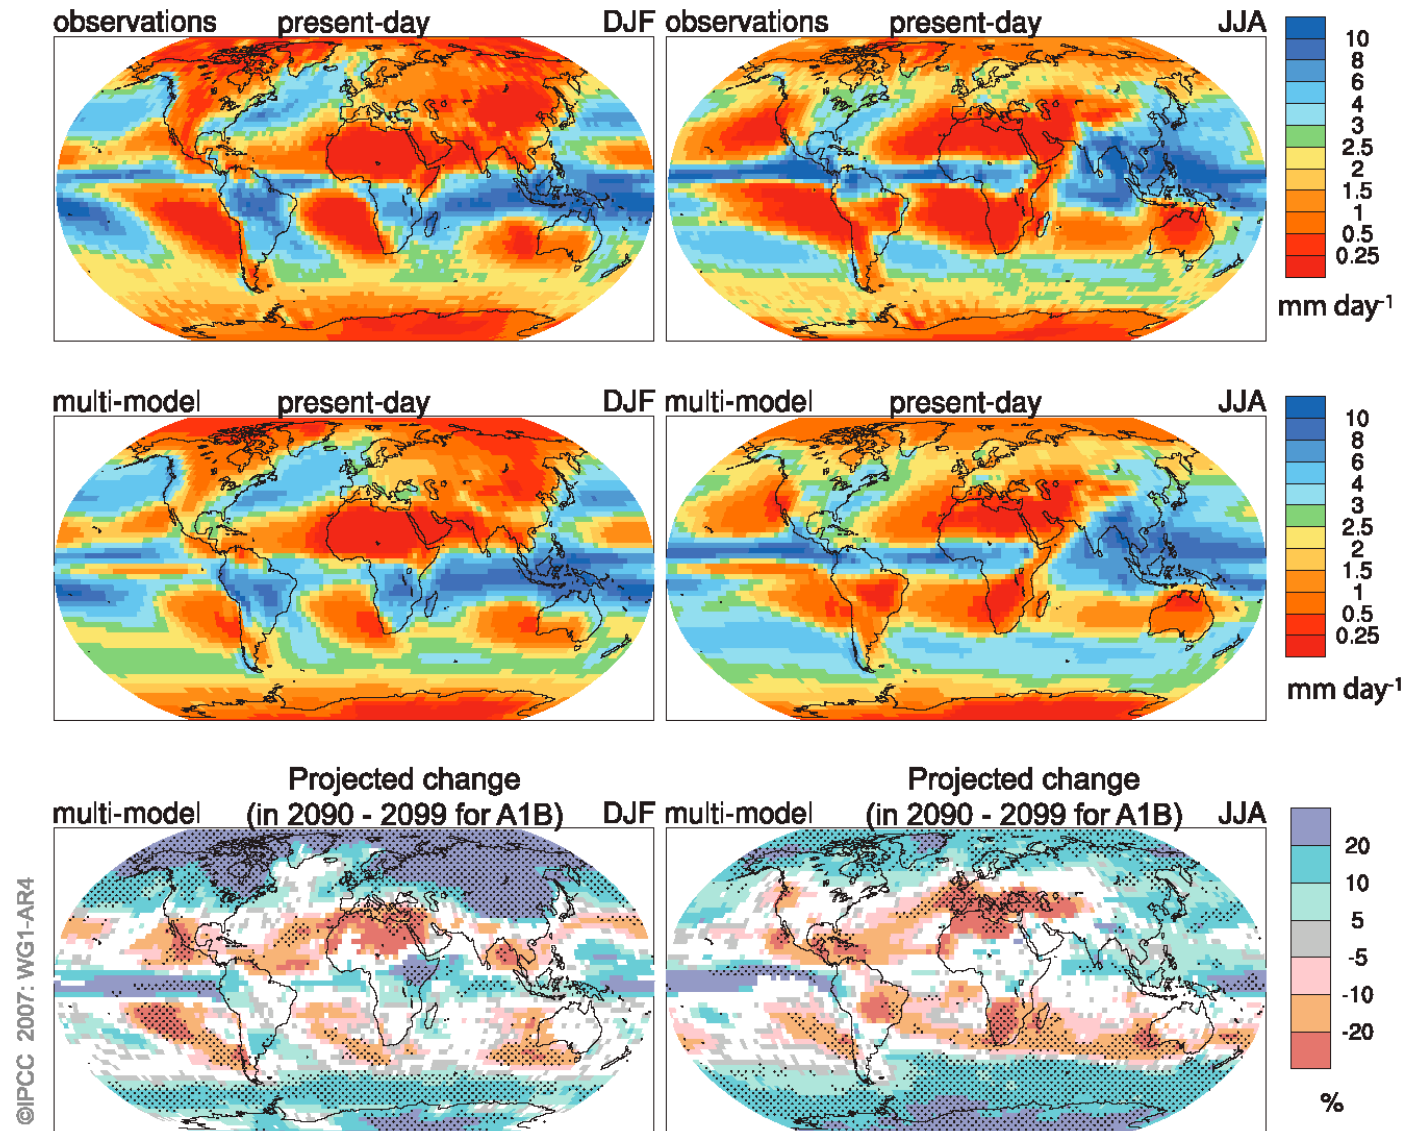 observations present-day DJF
observations present-day JJA
10
8
6
4
3
2.5
2
1.5
1
0.5
0.25
mm day-1
multi-model present-day DJF
multi-model present-day JJA
10
8
6
4
3
2.5
2
1.5
1
0.5
0.25
mm day-1
Projected change
multi-model (in 2090 - 2099 for A1B) DJF
Projected change
multi-model (in 2090 - 2099 for A1B) JJA
20
10
5
-5
-10
-20
%
©IPCC 2007: WG1-AR4